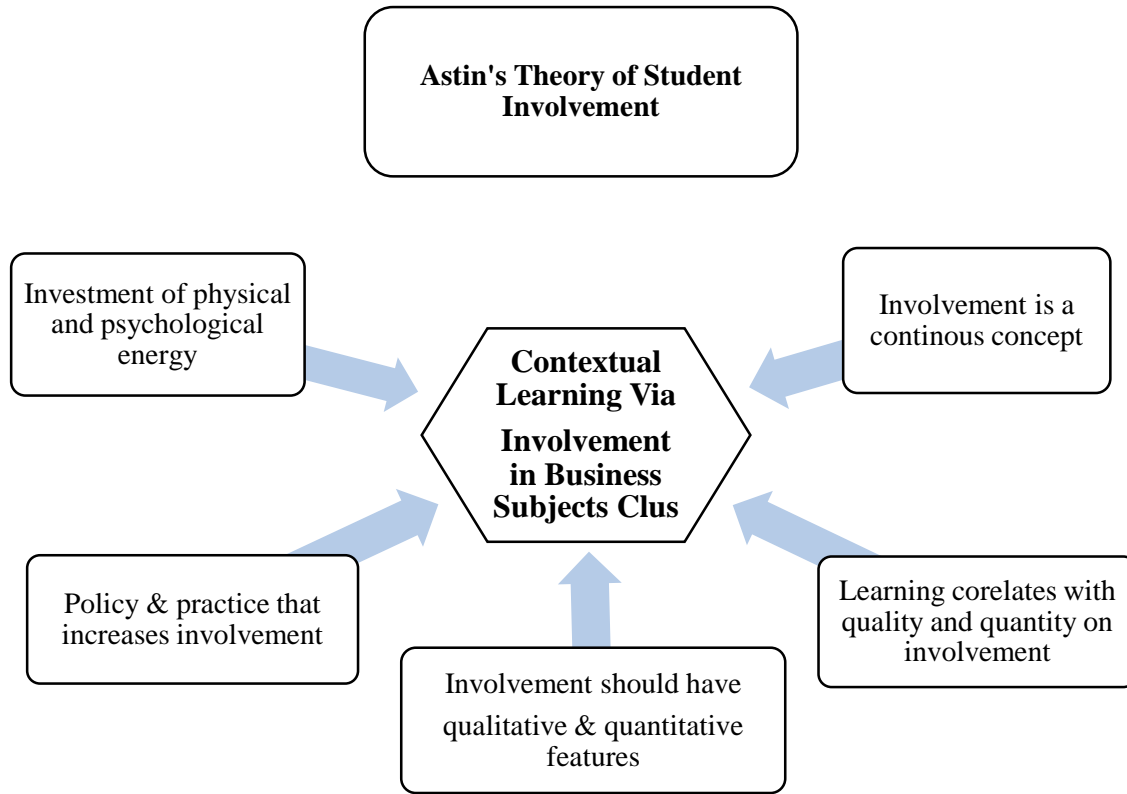 Astin's Theory of Student
Involvement
Investment of physical
and psychological
energy
Involvement is a
continous concept
Contextual
Learning Via
Involvement
in Business
Subjects Clus
Policy & practice that
increases involvement
Involvement should have
qualitative & quantitative
features
Learning corelates with
quality and quantity on
involvement